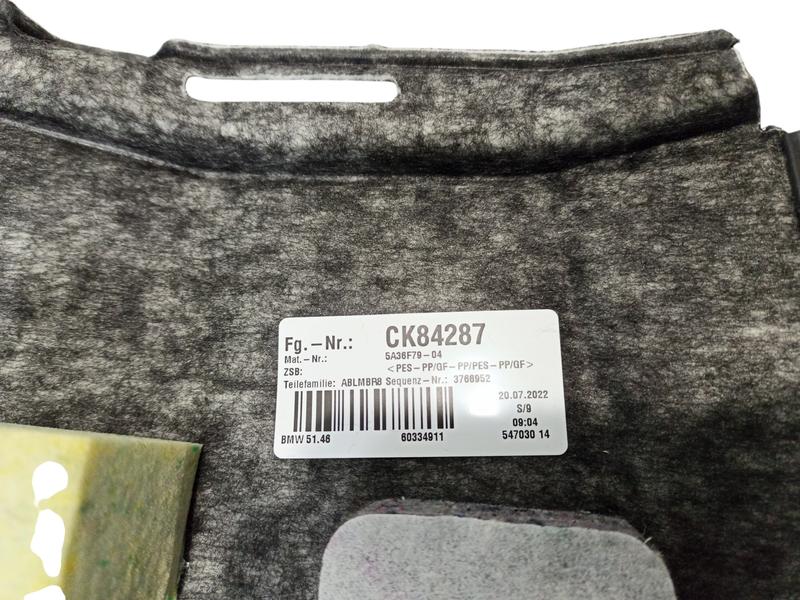 Fg.–Nr.: CK84287
Mat.–Nr.: 5A36F79–04
ZSB: <PES–PP/GF–PP/PES–PP/GF>
Teilefamilie: ABLMBR8 Sequenz–Nr.: 3766952
20.07.2022
S/9
09:04
BMW 51.46 60334911 547030 14